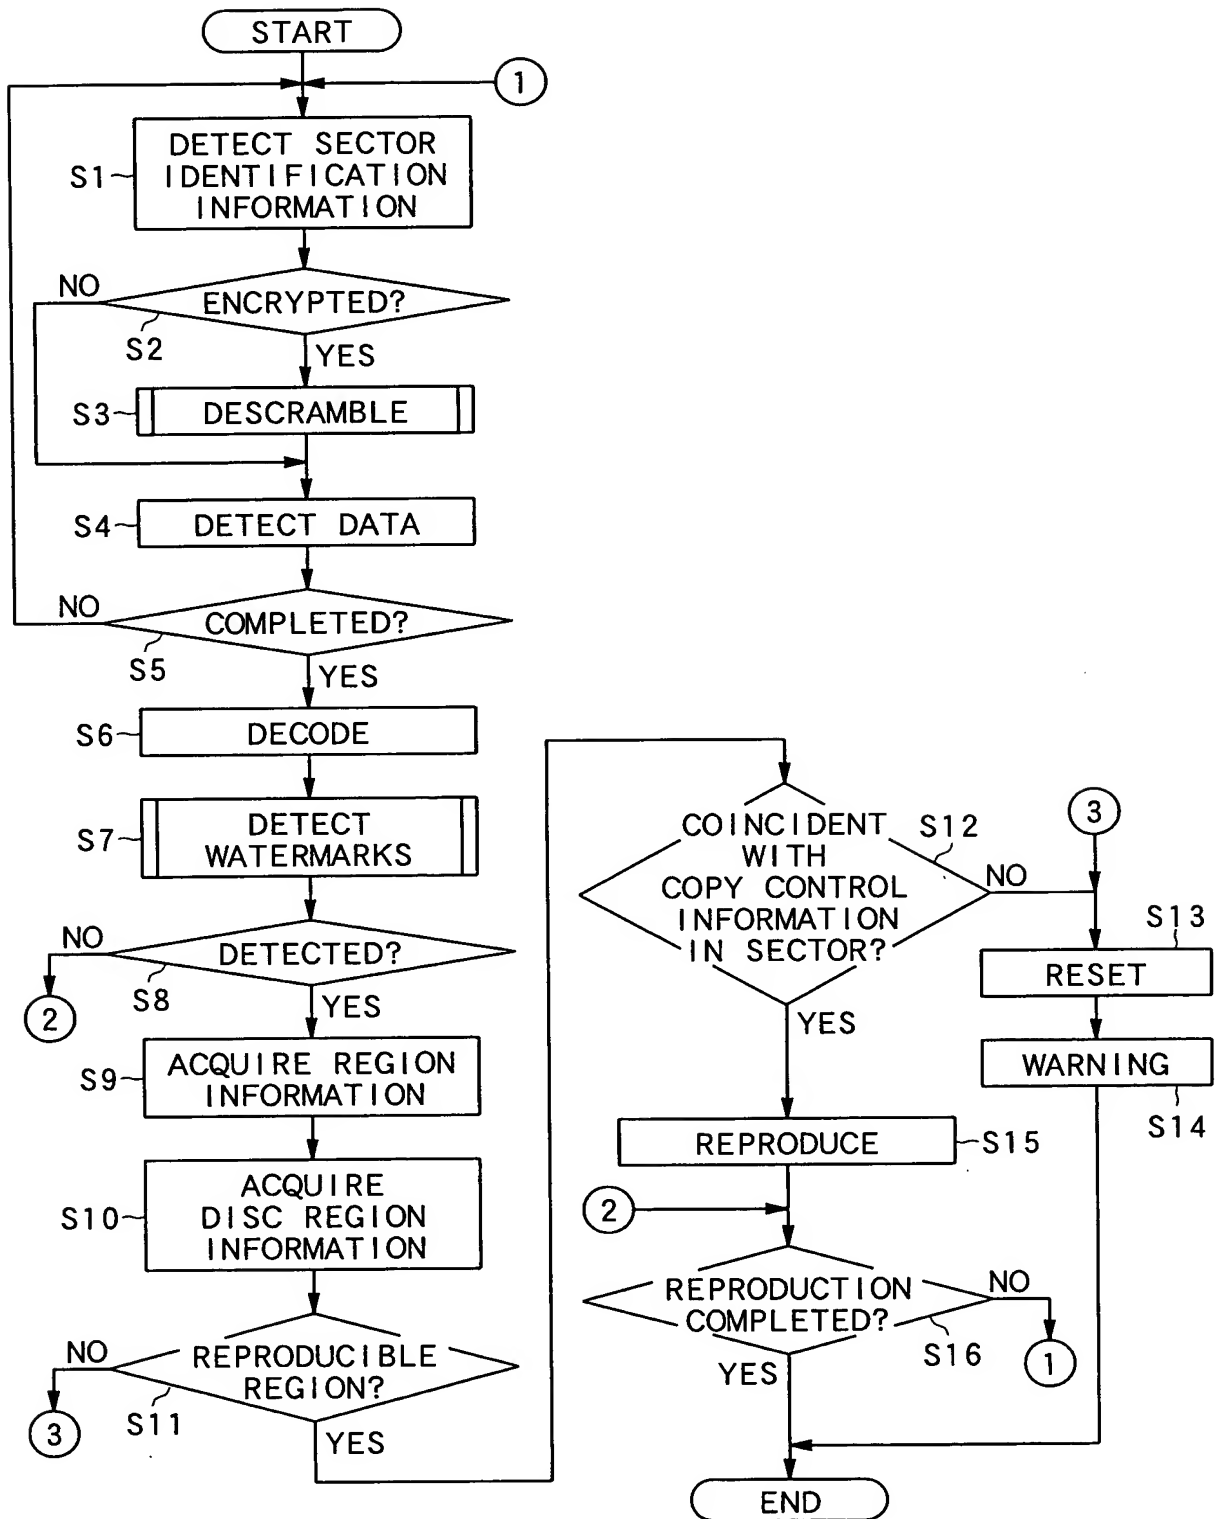 START
1
S1
DETECT SECTOR
IDENTIFICATION
INFORMATION
NO
ENCRYPTED?
S2
YES
S3
DESCRAMBLE
S4
DETECT DATA
NO
COMPLETED?
S5
YES
S6
DECODE
S7
DETECT
WATERMARKS
NO
DETECTED?
S8
2
YES
S9
ACQUIRE REGION
INFORMATION
S10
ACQUIRE
DISC REGION
INFORMATION
NO
REPRODUCIBLE
REGION?
S11
3
YES
COINCIDENT
WITH
COPY CONTROL
INFORMATION
IN SECTOR?
S12
NO
3
YES
S13
RESET
WARNING
S14
REPRODUCE
S15
2
REPRODUCTION
COMPLETED?
NO
S16
1
YES
END